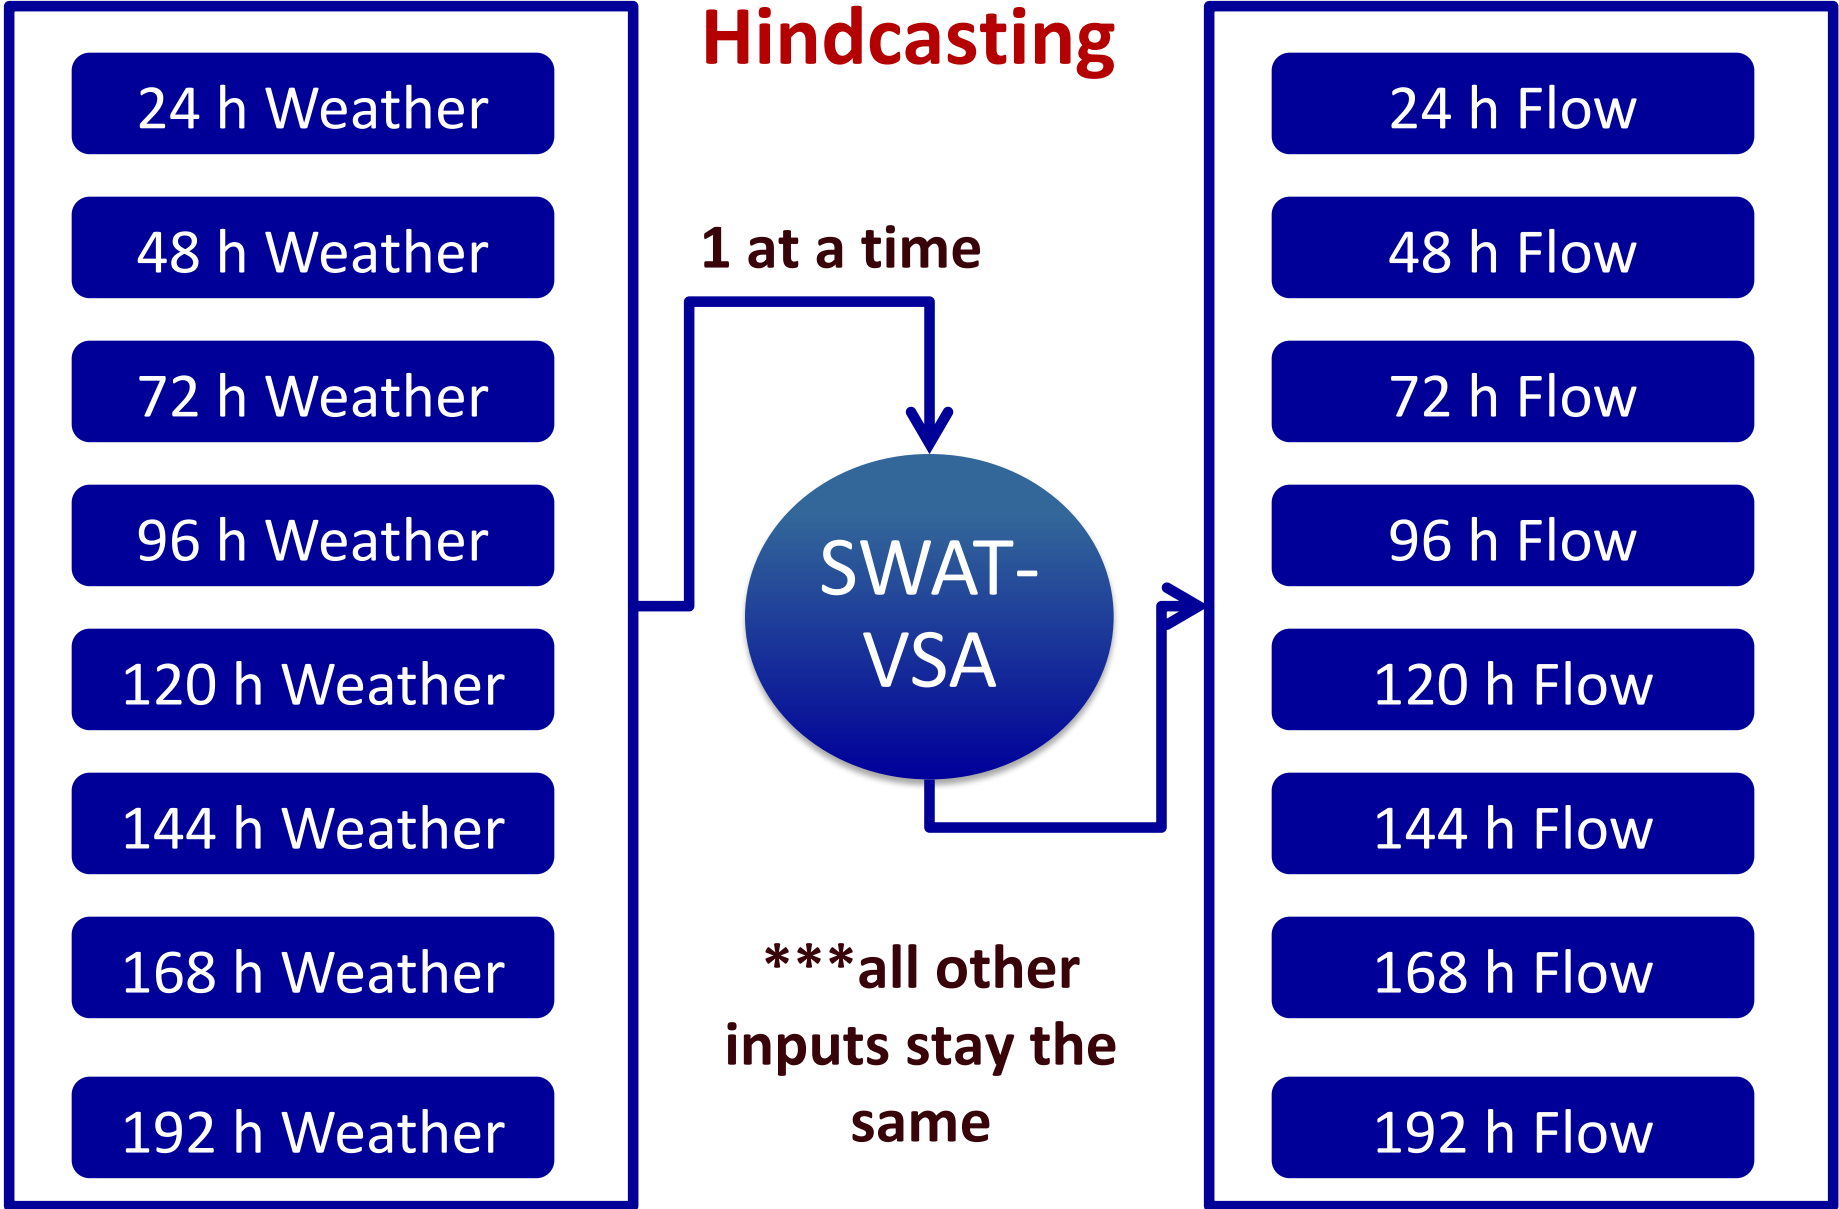 Hindcasting
24 h Weather
48 h Weather
72 h Weather
96 h Weather
120 h Weather
144 h Weather
168 h Weather
192 h Weather
1 at a time
SWAT-
VSA
***all other
inputs stay the
same
24 h Flow
48 h Flow
72 h Flow
96 h Flow
120 h Flow
144 h Flow
168 h Flow
192 h Flow